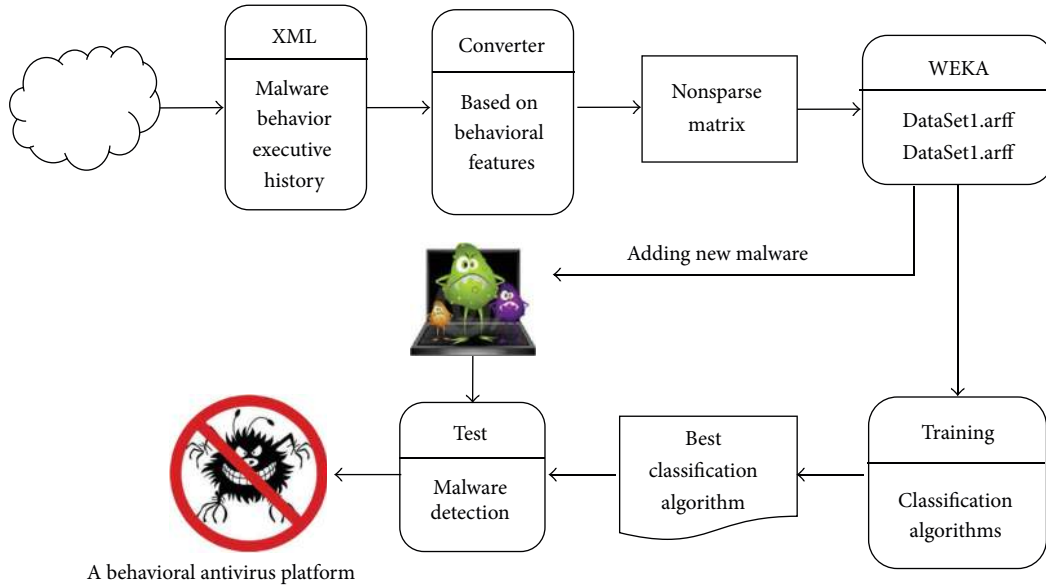 XML
Malware
behavior
executive
history
Converter
Based on
behavioral
features
Nonsparse
matrix
WEKA
DataSet1.arff
DataSet1.arff
Adding new malware
Test
Malware
detection
Best
classification
algorithm
Training
Classification
algorithms
A behavioral antivirus platform